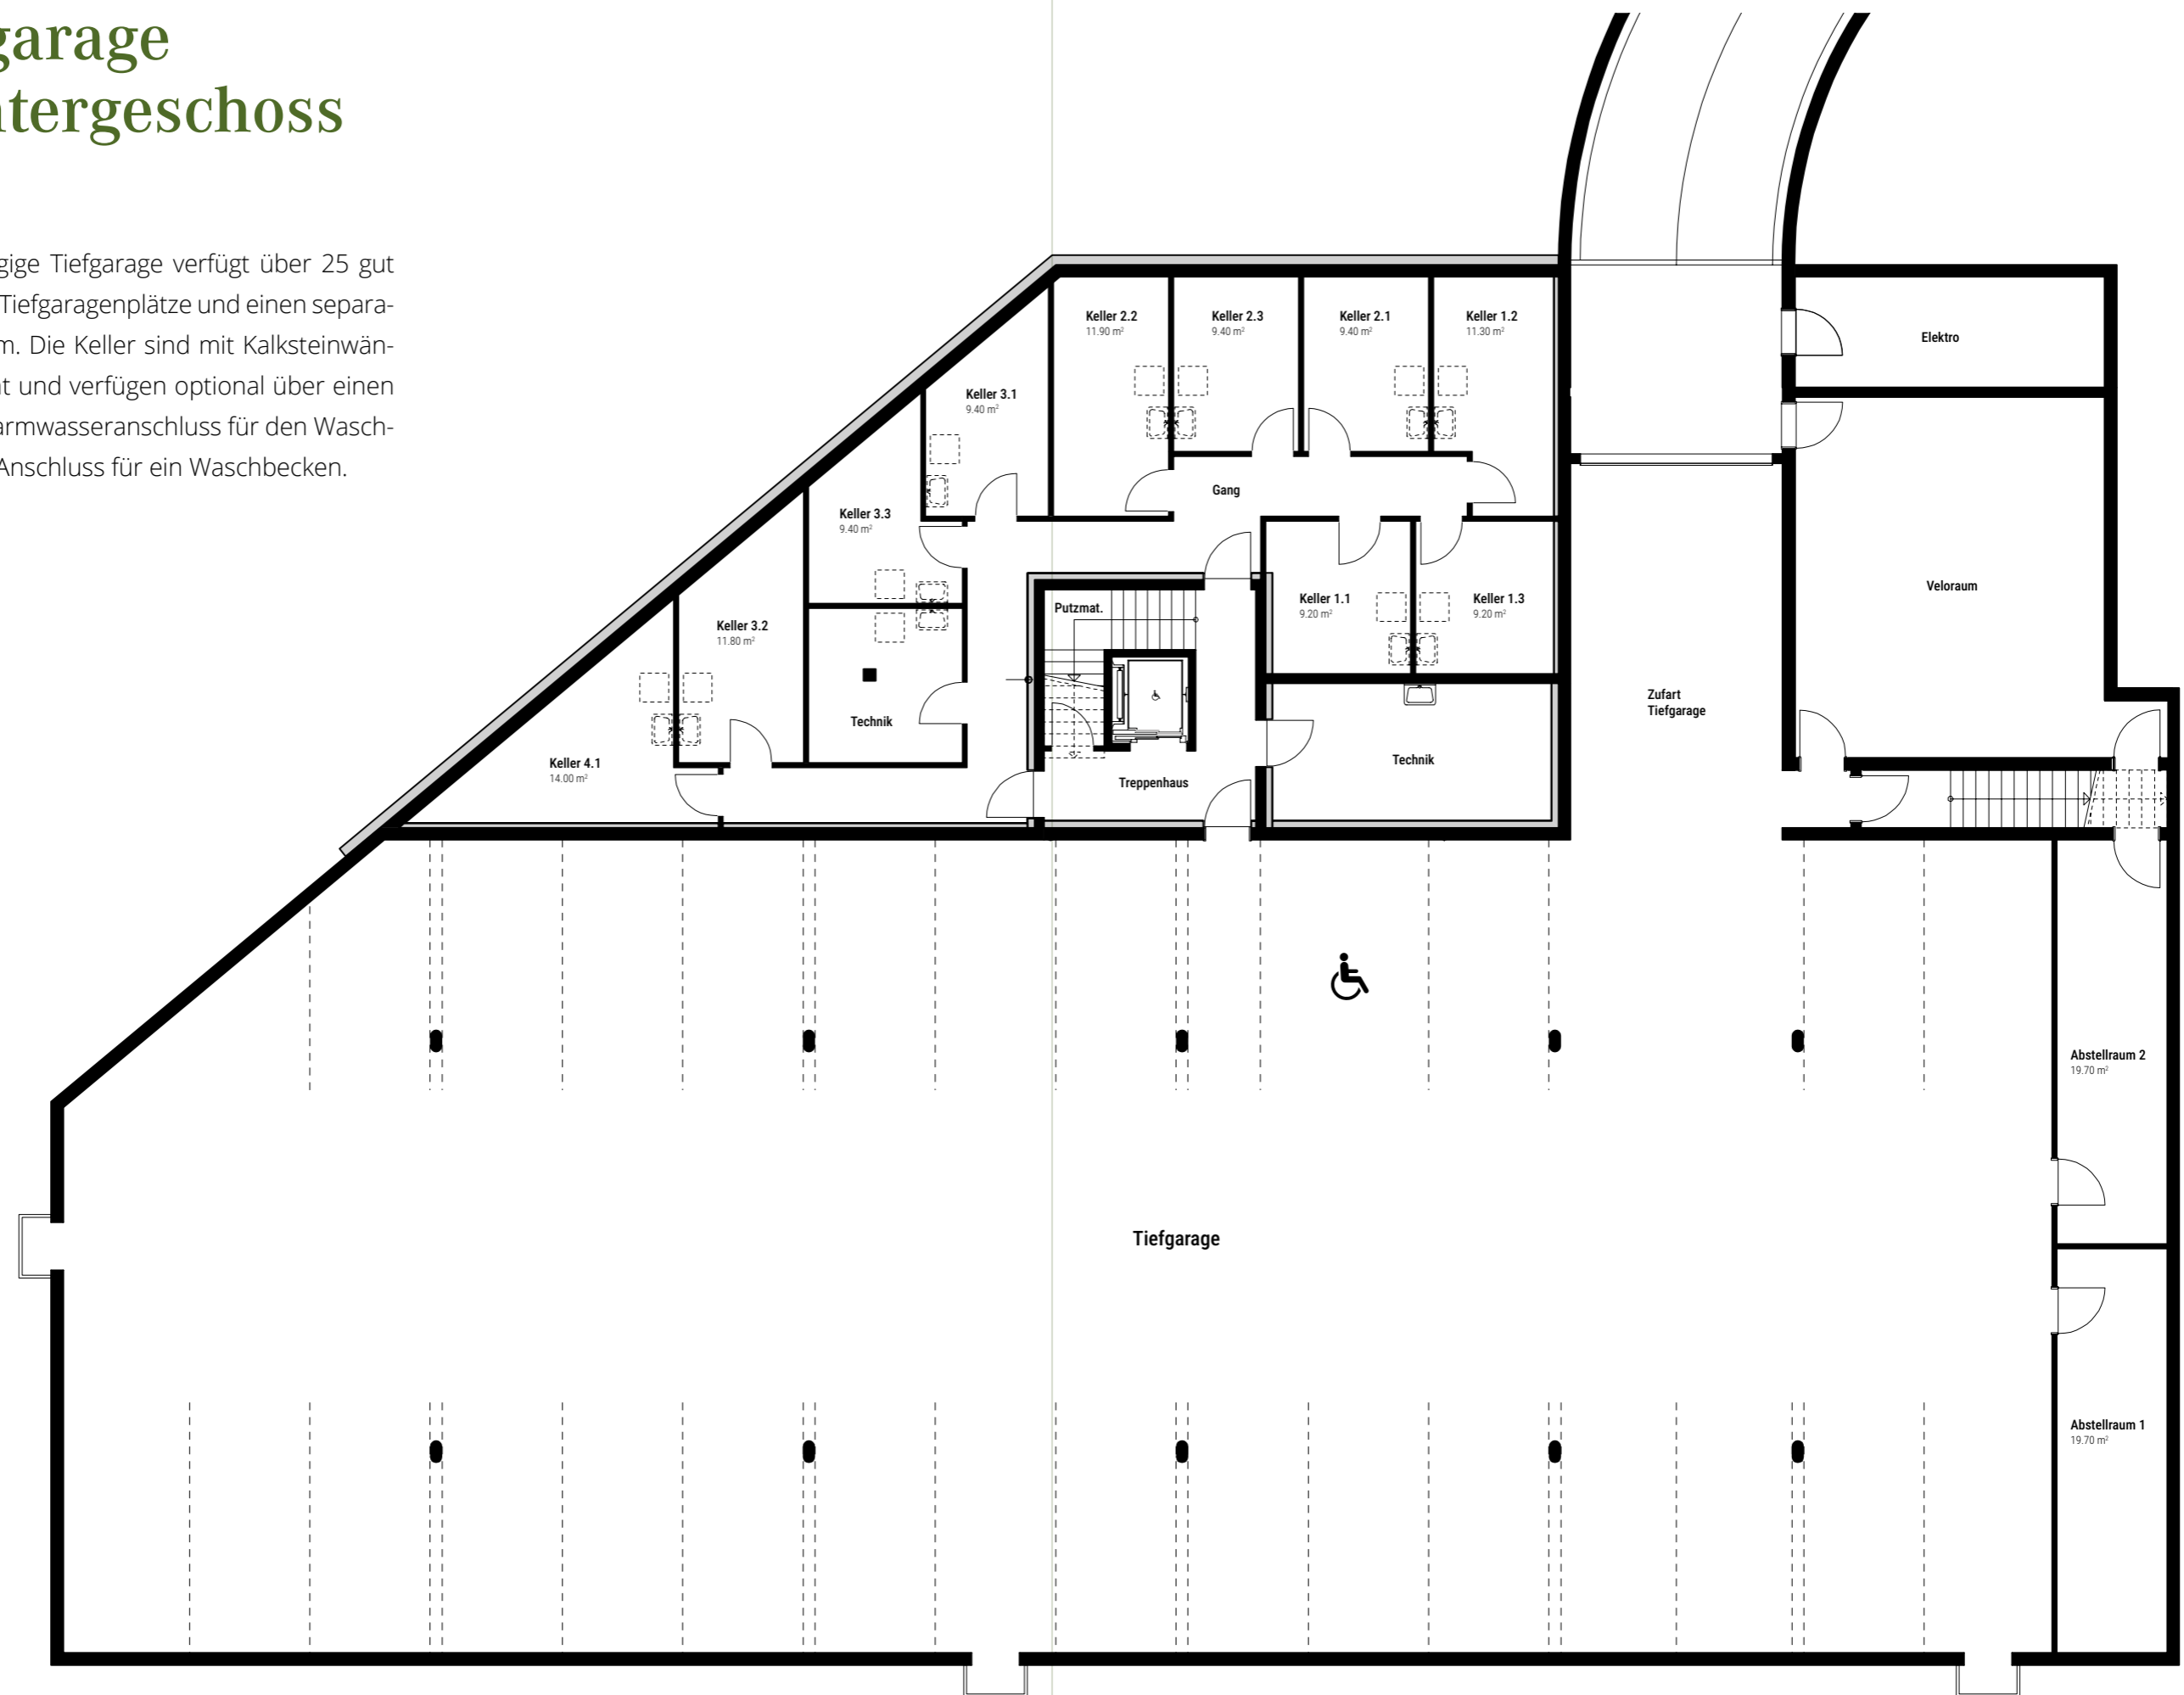 garage
ntergeschoss
gige Tiefgarage verfügt über 25 gut
Tiefgaragenplätze und einen separa-
m. Die Keller sind mit Kalksteinwän-
t und verfügen optional über einen
armwasseranschluss für den Wasch-
Anschluss für ein Waschbecken.
Keller 2.2
11.90 m²
Keller 2.3
9.40 m²
Keller 2.1
9.40 m²
Keller 1.2
11.30 m²
Elektro
Keller 3.1
9.40 m²
Gang
Keller 3.3
9.40 m²
Veloraum
Putzmat.
Keller 1.1
9.20 m²
Keller 1.3
9.20 m²
Keller 3.2
11.80 m²
Zufart
Tiefgarage
Technik
Keller 4.1
14.00 m²
Treppenhaus
Technik
Abstellraum 2
19.70 m²
Tiefgarage
Abstellraum 1
19.70 m²